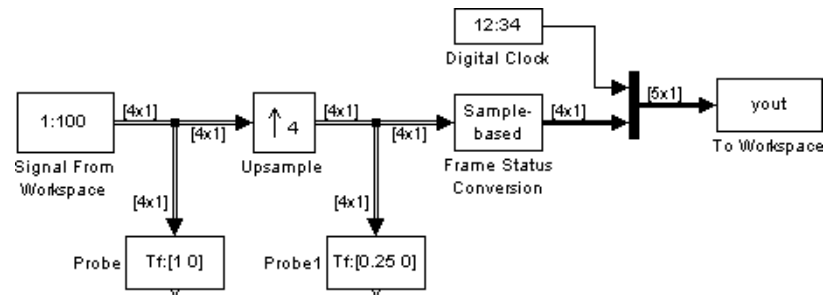 12:34
Digital Clock
1:100
[4x1]
[4x1]
↑ 4
[4x1]
[4x1]
Sample-
based
[4x1]
[5x1]
yout
Signal From
Workspace
Upsample
Frame Status
Conversion
To Workspace
[4x1]
[4x1]
Probe
Tf:[1 0]
Probe1
Tf:[0.25 0]